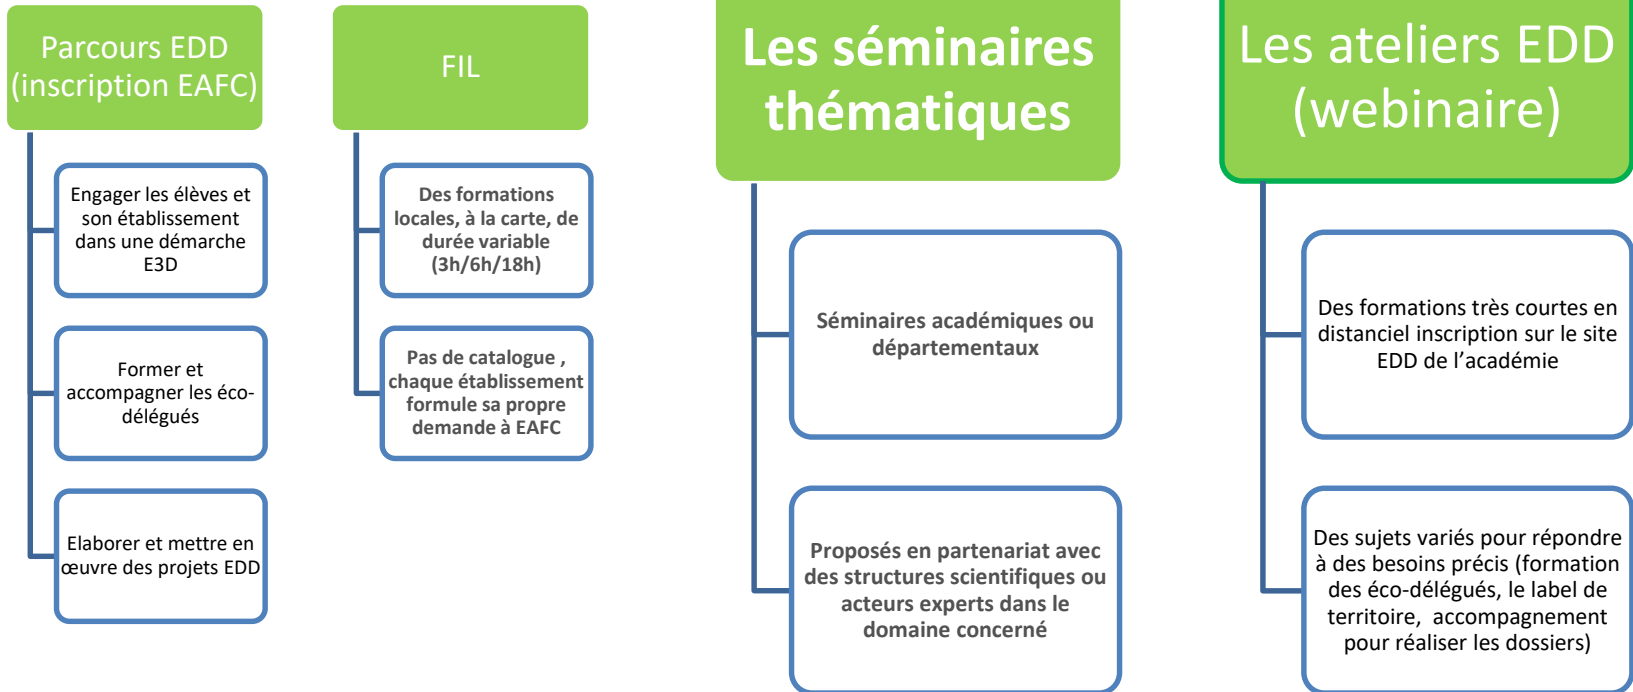 Parcours EDD
(inscription EAFC)
Engager les élèves et
son établissement
dans une démarche
E3D
Former et
accompagner les éco-
délégués
Elaborer et mettre en
œuvre des projets EDD
FIL
Des formations
locales, à la carte, de
durée variable
(3h/6h/18h)
Pas de catalogue ,
chaque établissement
formule sa propre
demande à EAFC
Les séminaires
thématiques
Séminaires académiques ou
départementaux
Proposés en partenariat avec
des structures scientifiques ou
acteurs experts dans le
domaine concerné
Les ateliers EDD
(webinaire)
Des formations très courtes en
distanciel inscription sur le site
EDD de l’académie
Des sujets variés pour répondre
à des besoins précis (formation
des éco-délégués, le label de
territoire, accompagnement
pour réaliser les dossiers)